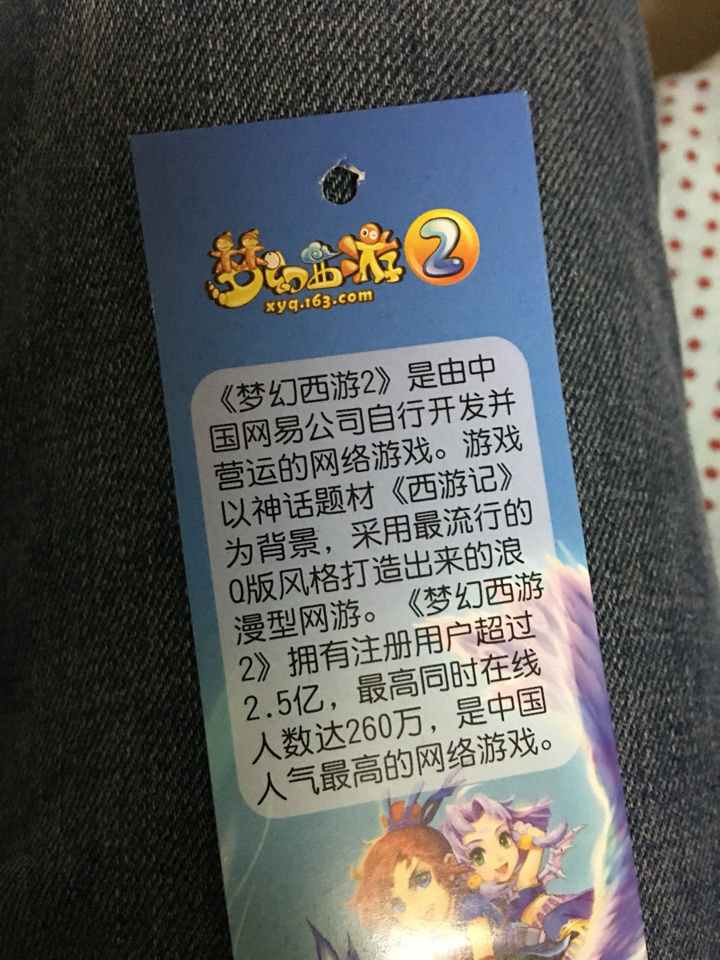 梦幻西游2
xyq.163.com
《梦幻西游2》是由中
国网易公司自行开发并
营运的网络游戏。游戏
以神话题材《西游记》
为背景，采用最流行的
Q版风格打造出来的浪
漫型网游。《梦幻西游
2》拥有注册用户超过
2.5亿，最高同时在线
人数达260万，是中国
人气最高的网络游戏。